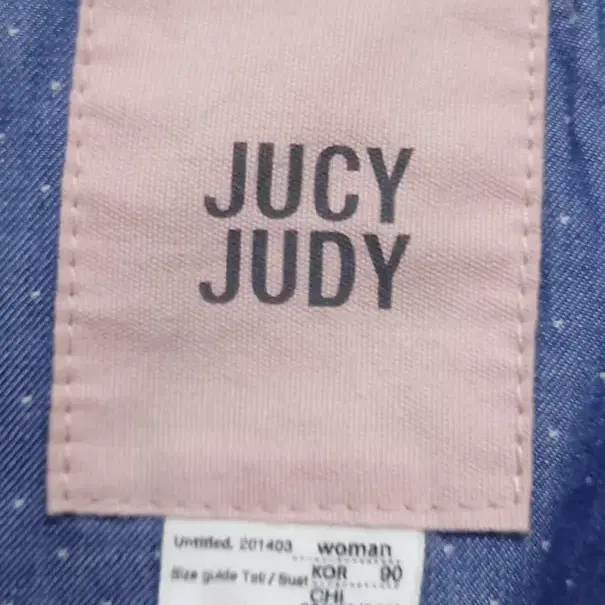 JUCY
JUDY
Untitled. 201403 woman
Size guide Tall / Bust KOR 90
CHI